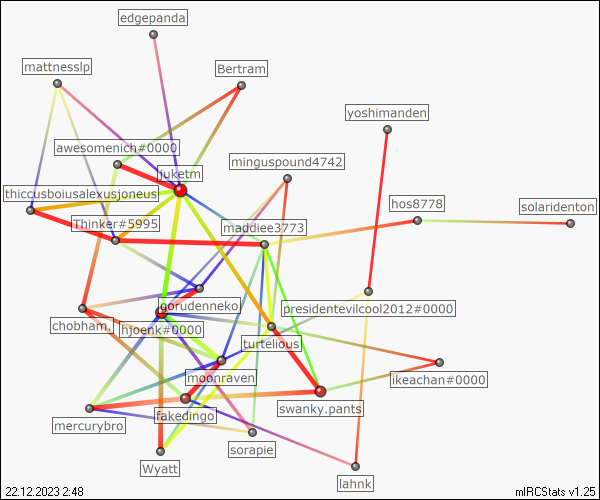 edgepanda
mattnesslp
Bertram
yoshimanden
awesomenich#0000
minguspound4742
juketm
thiccusboiusalexusjoneus
hos8778
solaridenton
Thinker#5995
maddiee3773
gorudenneko
presidentevilcool2012#0000
chobham.
hjoenk#0000
turtelious
moonraven
ikeachan#0000
swanky.pants
fakedingo
mercurybro
sorapie
Wyatt
lahnk
22.12.2023 2:48
mIRCStats v1.25